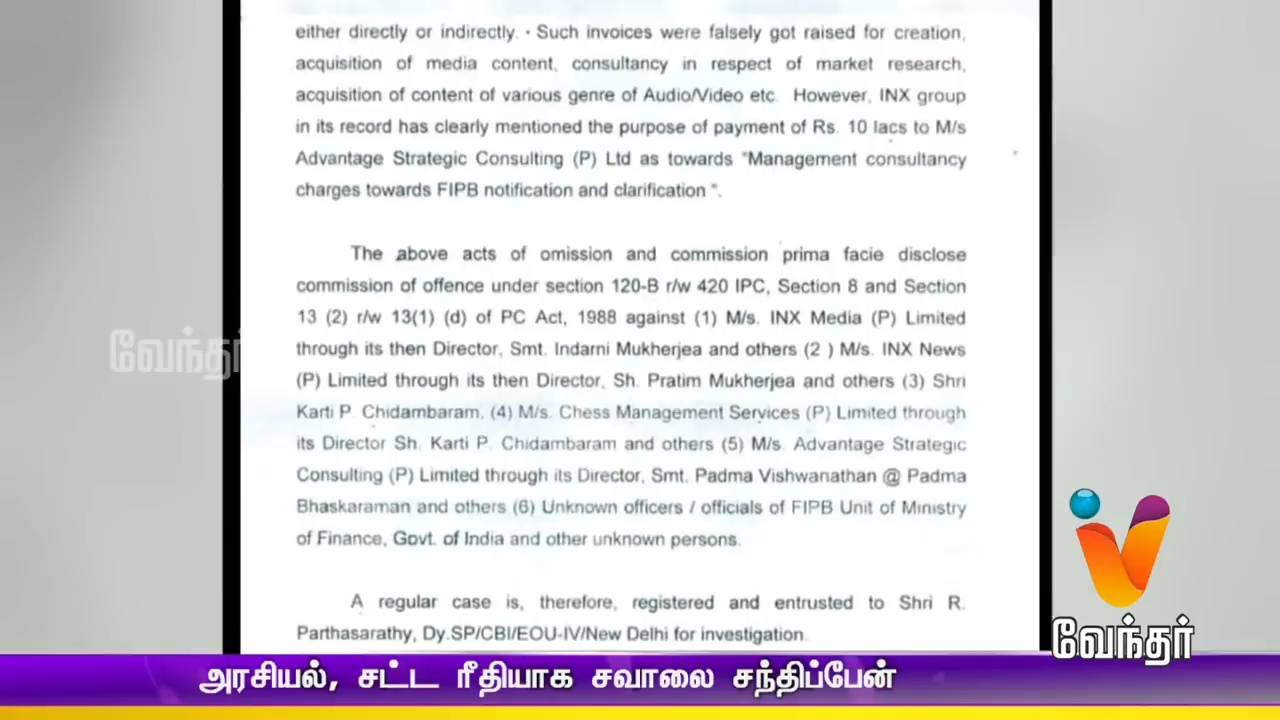 either directly or indirectly. - Such invoices were falsely got raised for creation,
acquisition of media content, consultancy in respect of market research,
acquisition of content of various genre of Audio/Video etc. However, INX group
in its record has clearly mentioned the purpose of payment of Rs. 10 lacs to M/s
Advantage Strategic Consulting (P) Ltd as towards "Management consultancy
charges towards FIPB notification and clarification ".
The above acts of omission and commission prima facie disclose
commission of offence under section 120-B r/w 420 IPC, Section 8 and Section
13 (2) r/w 13(1) (d) of PC Act, 1988 against (1) M/s. INX Media (P) Limited
through its then Director, Smt. Indarni Mukherjea and others (2 ) M/s. INX News
(P) Limited through its then Director, Sh. Pratim Mukherjea and others (3) Shri
Karti P. Chidambaram, (4) M/s. Chess Management Services (P) Limited through
its Director Sh. Karti P. Chidambaram and others (5) M/s. Advantage Strategic
Consulting (P) Limited through its Director, Smt. Padma Vishwanathan @ Padma
Bhaskaraman and others (6) Unknown officers / officials of FIPB Unit of Ministry
of Finance, Govt. of India and other unknown persons.
A regular case is, therefore, registered and entrusted to Shri R.
Parthasarathy, Dy.SP/CBI/EOU-IV/New Delhi for investigation.
வேந்தர்
வேந்தர்
அரசியல், சட்ட ரீதியாக சவாலை சந்திப்பேன்